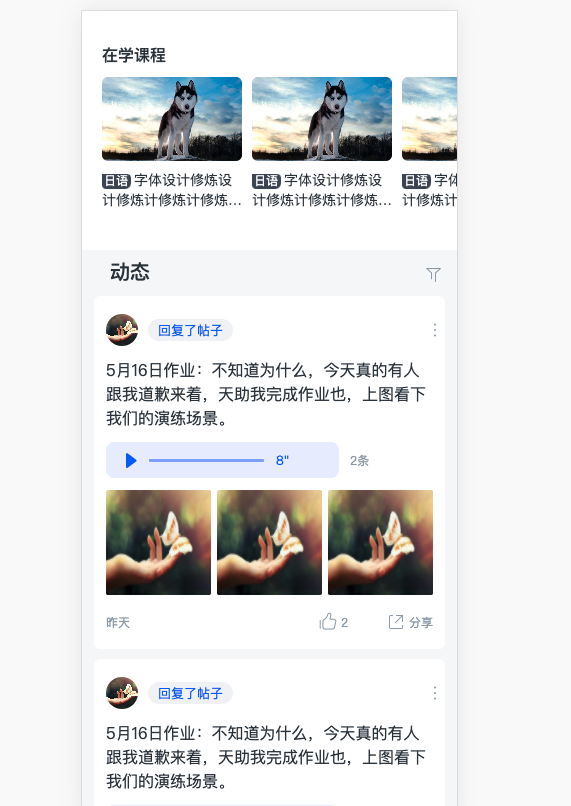 在学课程
日语 字体设计修炼设
计修炼计修炼计修炼…
日语 字体设计修炼设
计修炼计修炼计修炼…
日语 字体
计修炼计
动态
回复了帖子
5月16日作业：不知道为什么，今天真的有人
跟我道歉来着，天助我完成作业也，上图看下
我们的演练场景。
8"
2条
昨天
2
分享
回复了帖子
5月16日作业：不知道为什么，今天真的有人
跟我道歉来着，天助我完成作业也，上图看下
我们的演练场景。